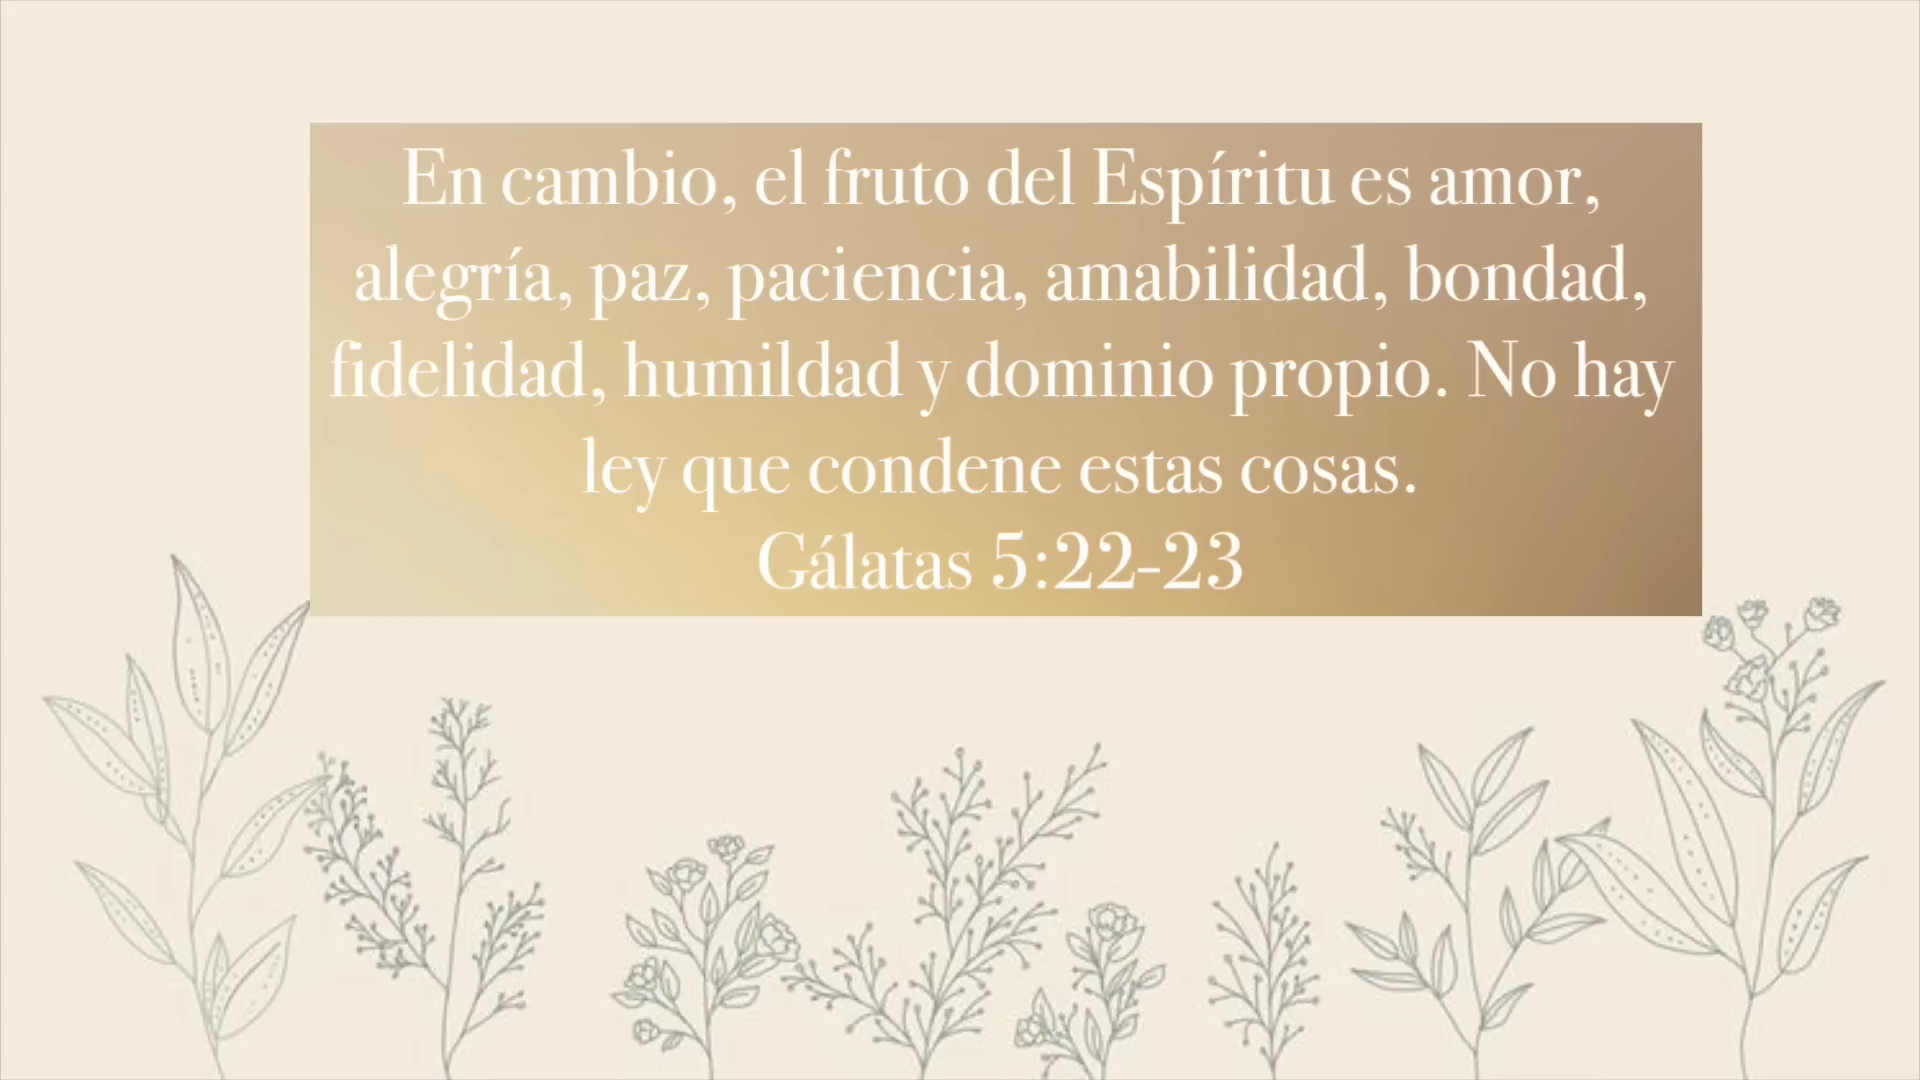 En cambio, el fruto del Espíritu es amor,
alegría, paz, paciencia, amabilidad, bondad,
fidelidad, humildad y dominio propio. No hay
ley que condene estas cosas.
Gálatas 5:22-23